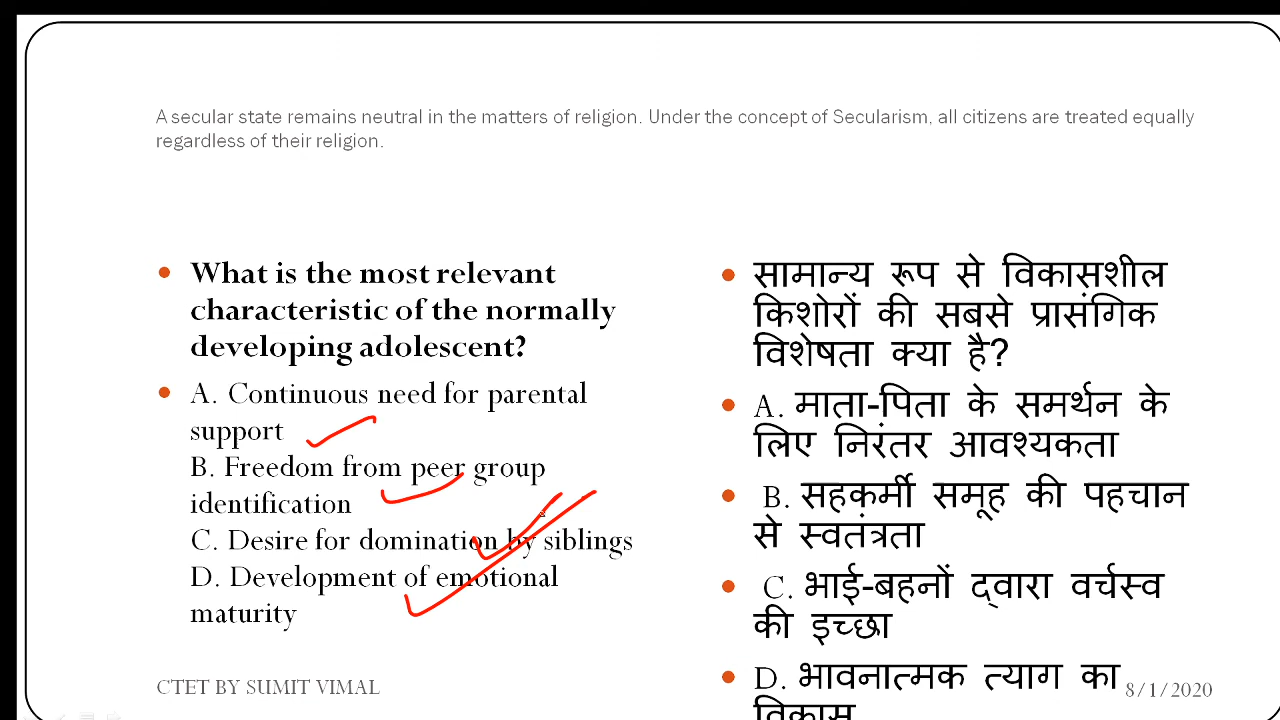 A secular state remains neutral in the matters of religion. Under the concept of Secularism, all citizens are treated equally
regardless of their religion.
What is the most relevant
characteristic of the normally
developing adolescent?
A. Continuous need for parental
support
B. Freedom from peer group
identification
C. Desire for domination by siblings
D. Development of emotional
maturity
सामान्य रूप से विकासशील
किशोरों की सबसे प्रासंगिक
विशेषता क्या है?
A. माता-पिता के समर्थन के
लिए निरंतर आवश्यकता
B. सहकर्मी समूह की पहचान
से स्वतंत्रता
C. भाई-बहनों द्वारा वर्चस्व
की इच्छा
D. भावनात्मक त्याग का
विकास
CTET BY SUMIT VIMAL
8/1/2020